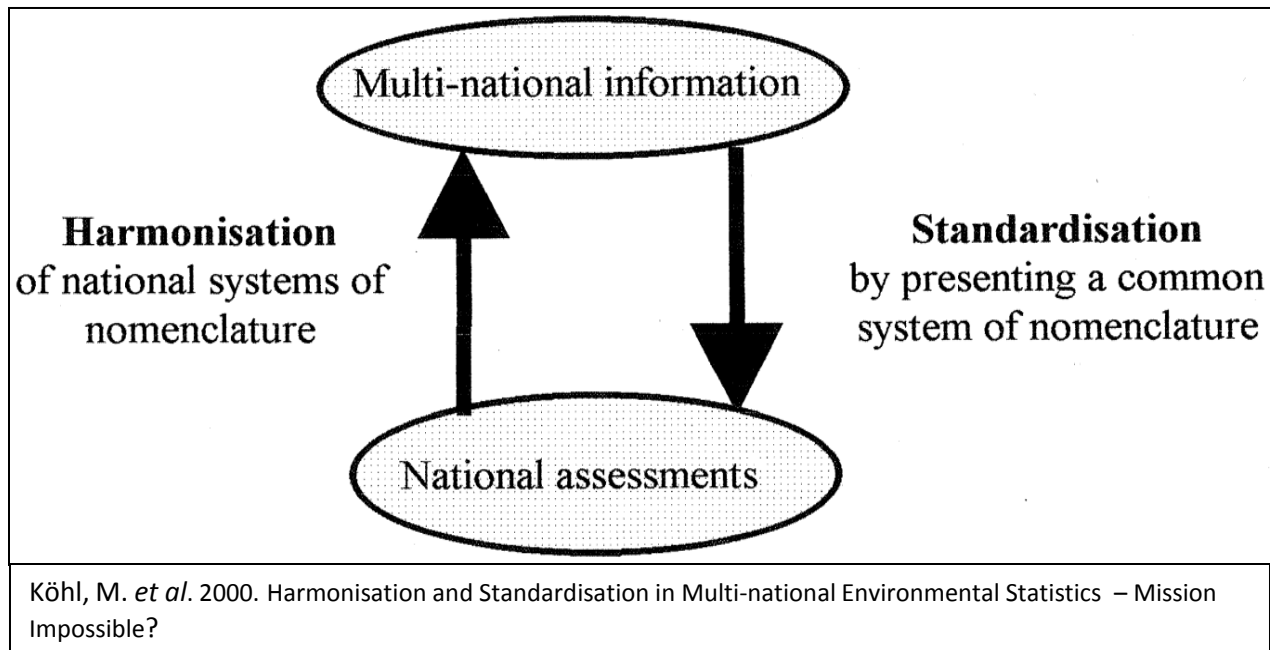 Multi-national information
Harmonisation
of national systems of
nomenclature
Standardisation
by presenting a common
system of nomenclature
National assessments
Köhl, M. et al. 2000. Harmonisation and Standardisation in Multi-national Environmental Statistics – Mission
Impossible?